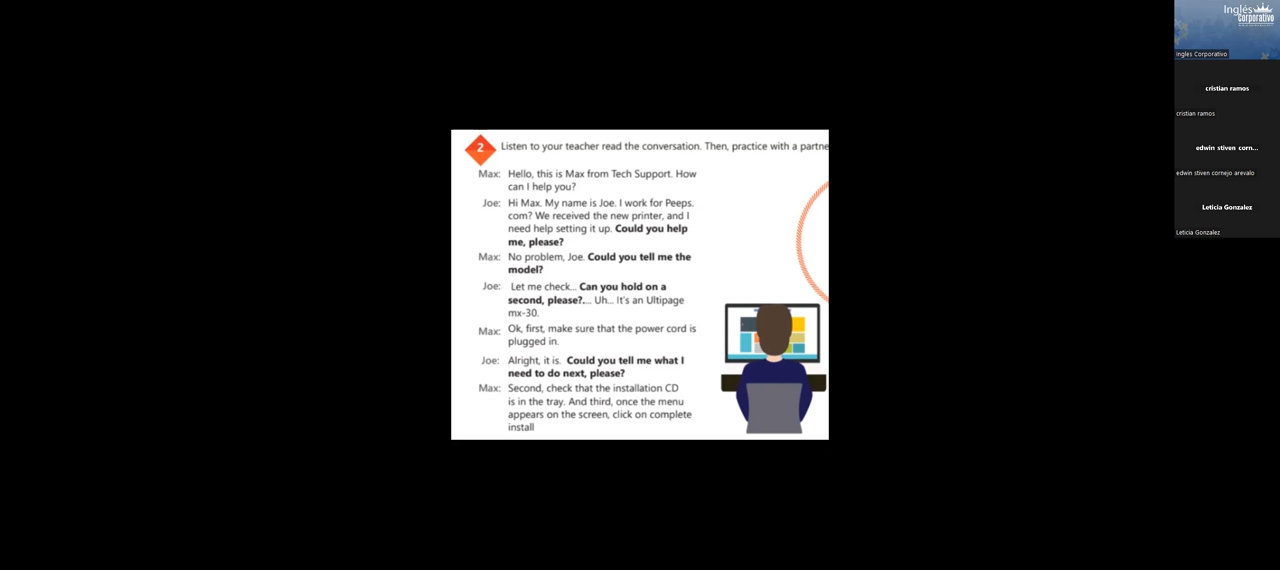 2 Listen to your teacher read the conversation. Then, practice with a partne
Max: Hello, this is Max from Tech Support. How
can I help you?
Joe: Hi Max. My name is Joe. I work for Peeps.
com? We received the new printer, and I
need help setting it up. Could you help
me, please?
Max: No problem, Joe. Could you tell me the
model?
Joe: Let me check... Can you hold on a
second, please?.... Uh... It's an Ultipage
mx-30.
Max: Ok, first, make sure that the power cord is
plugged in.
Joe: Alright, it is. Could you tell me what I
need to do next, please?
Max: Second, check that the installation CD
is in the tray. And third, once the menu
appears on the screen, click on complete
install
Inglés
Corporativo
Ingles Corporativo
cristian ramos
cristian ramos
edwin stiven corn...
edwin stiven cornejo arevalo
Leticia Gonzalez
Leticia Gonzalez